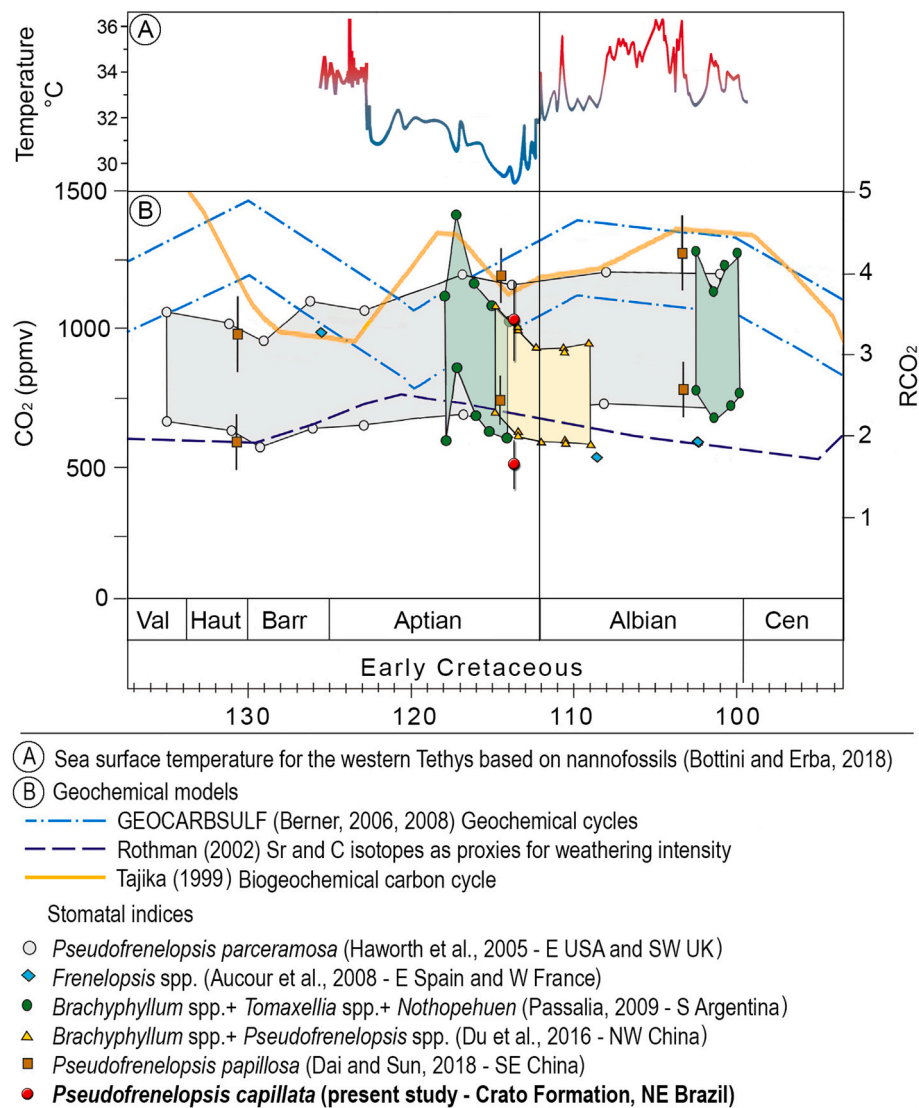 A
Temperature
°C
36
34
32
30
B
CO₂ (ppmv)
1500
1000
500
0
RCO₂
5
4
3
2
1
Val Haut Barr Aptian Albian Cen
Early Cretaceous
130 120 110 100
A Sea surface temperature for the western Tethys based on nannofossils (Bottini and Erba, 2018)
B Geochemical models
GEOCARBSULF (Berner, 2006, 2008) Geochemical cycles
Rothman (2002) Sr and C isotopes as proxies for weathering intensity
Tajika (1999) Biogeochemical carbon cycle
Stomatal indices
Pseudofrenelopsis parceramosa (Haworth et al., 2005 - E USA and SW UK)
Frenelopsis spp. (Aucour et al., 2008 - E Spain and W France)
Brachyphyllum spp.+ Tomaxellia spp.+ Nothopehuen (Passalia, 2009 - S Argentina)
Brachyphyllum spp.+ Pseudofrenelopsis spp. (Du et al., 2016 - NW China)
Pseudofrenelopsis papillosa (Dai and Sun, 2018 - SE China)
Pseudofrenelopsis capillata (present study - Crato Formation, NE Brazil)